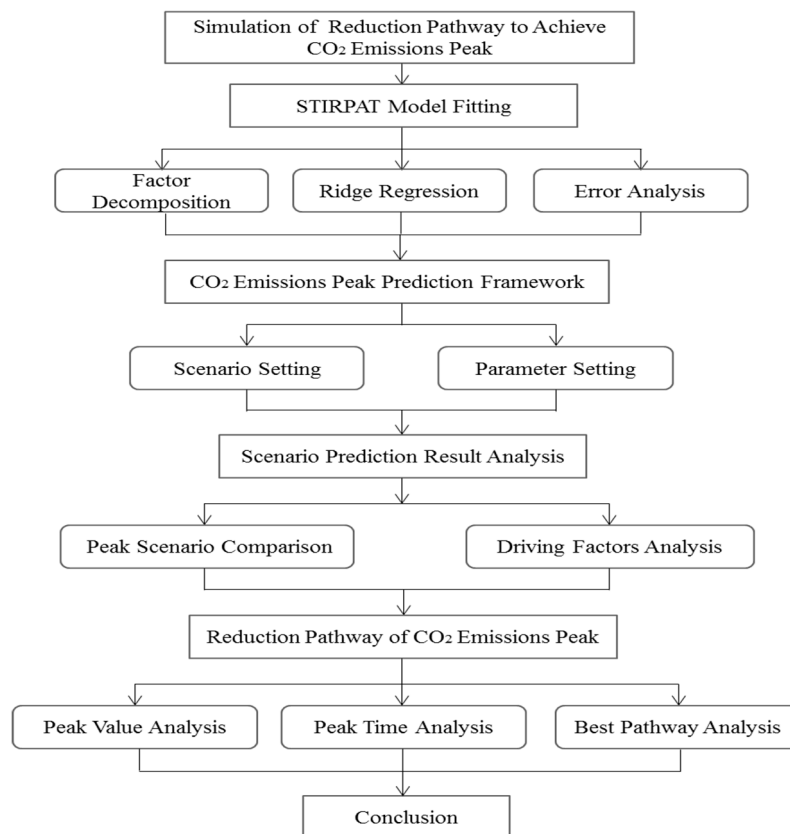 Simulation of Reduction Pathway to Achieve
CO₂ Emissions Peak
STIRPAT Model Fitting
Factor
Decomposition
Ridge Regression
Error Analysis
CO₂ Emissions Peak Prediction Framework
Scenario Setting
Parameter Setting
Scenario Prediction Result Analysis
Peak Scenario Comparison
Driving Factors Analysis
Reduction Pathway of CO₂ Emissions Peak
Peak Value Analysis
Peak Time Analysis
Best Pathway Analysis
Conclusion